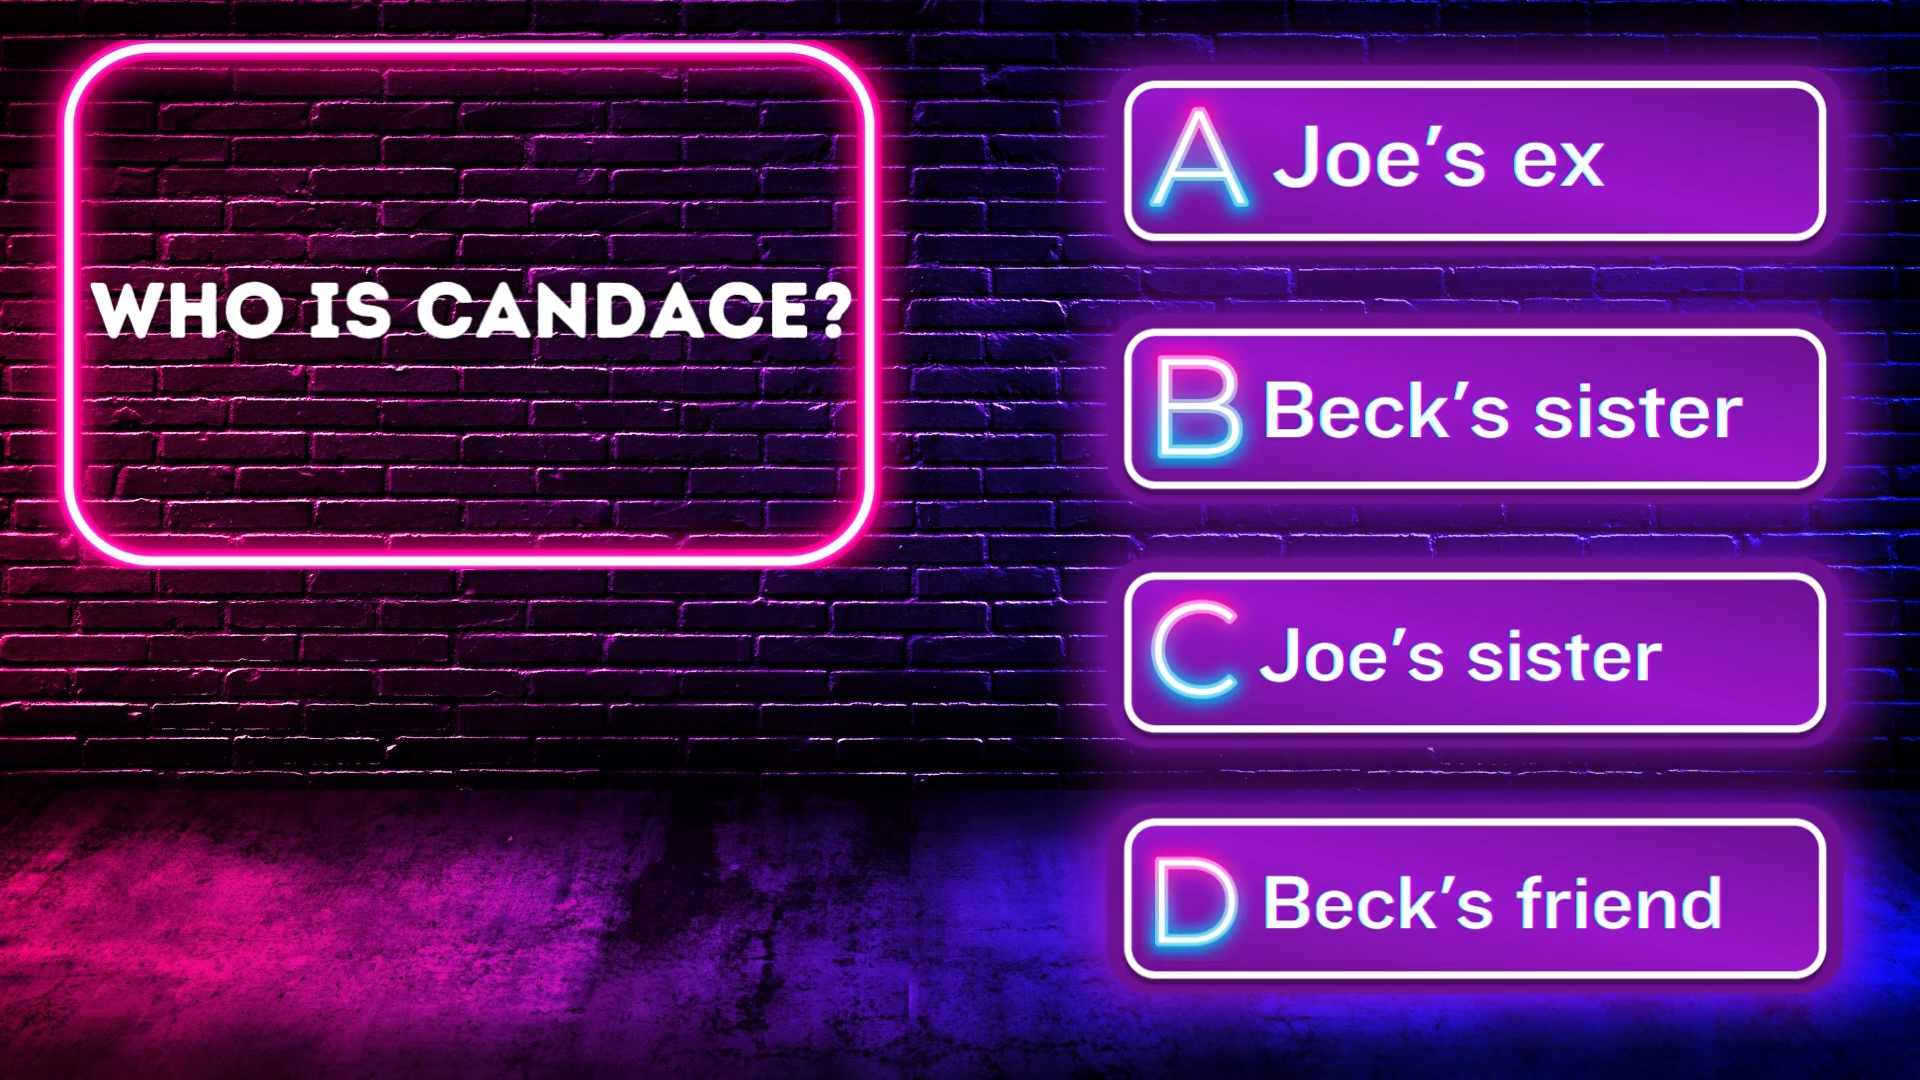 WHO IS CANDACE?
A Joe’s ex
B Beck’s sister
C Joe’s sister
D Beck’s friend